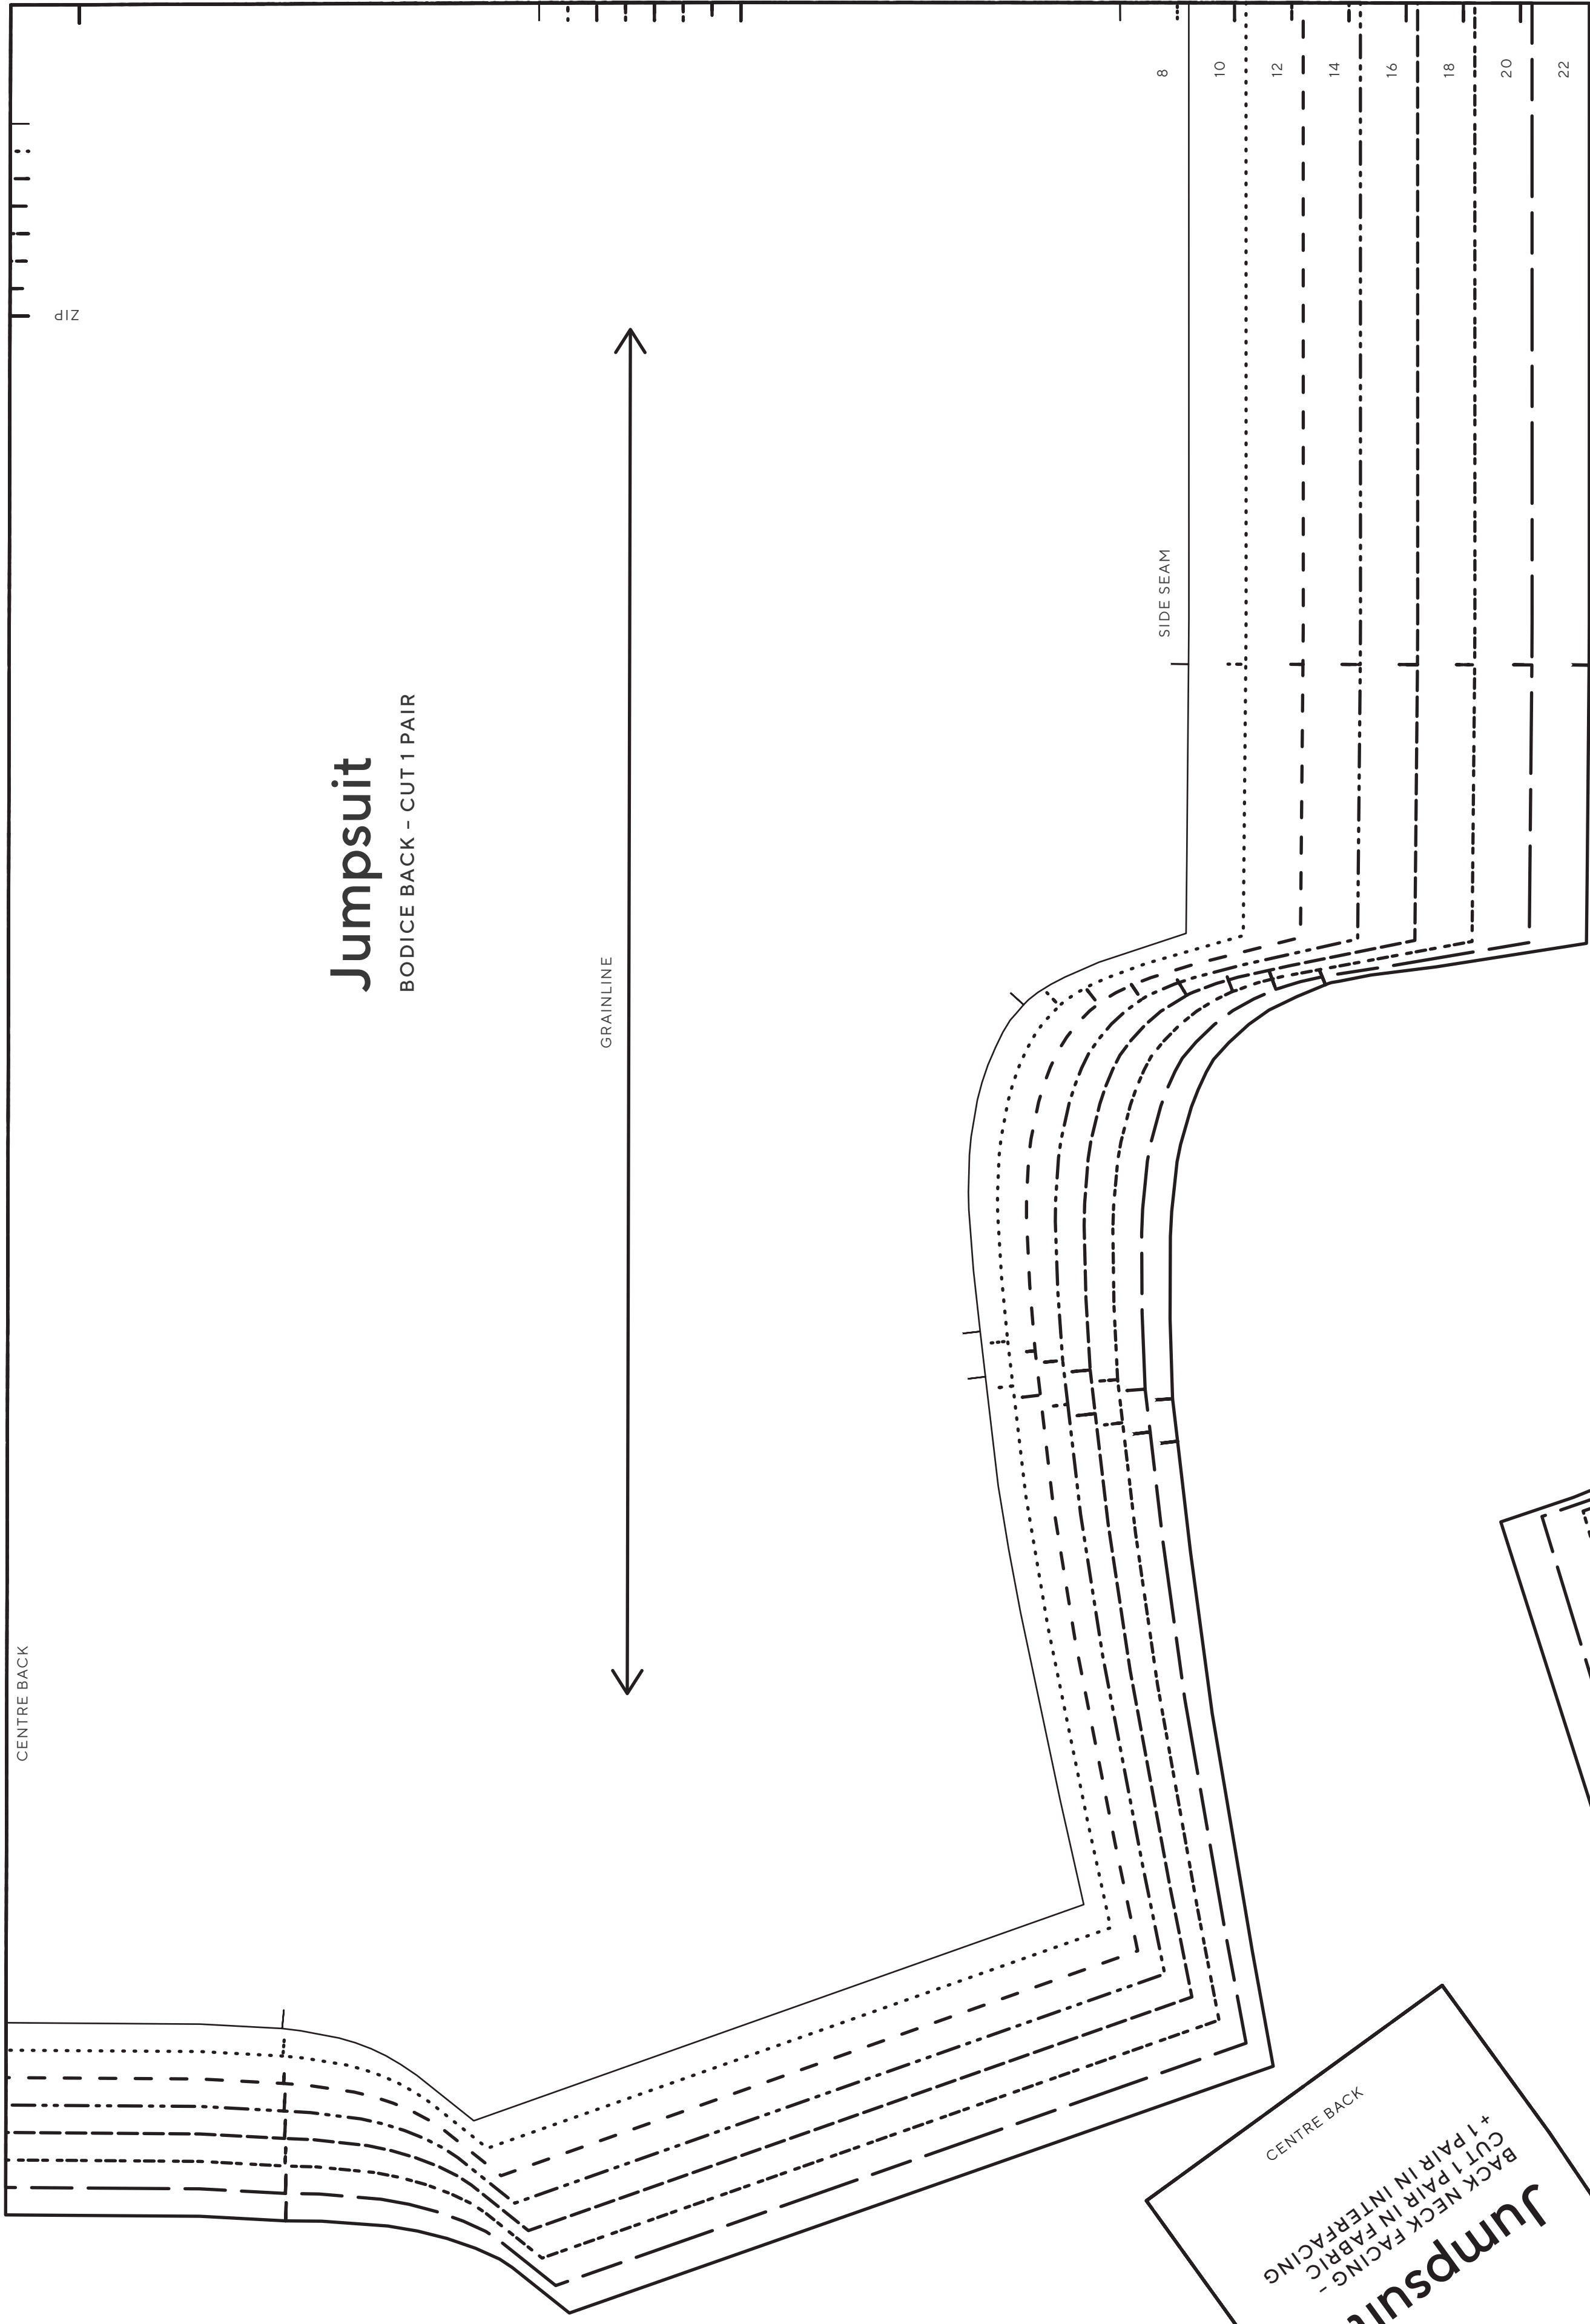 8
10
12
14
16
18
20
22
ZIP
SIDE SEAM
Jumpsuit
BODICE BACK - CUT 1 PAIR
GRAINLINE
CENTRE BACK
CENTRE BACK
Jumpsuit
BACK NECK FACING -
CUT 1 PAIR IN FABRIC
+ 1 PAIR IN INTERFACING